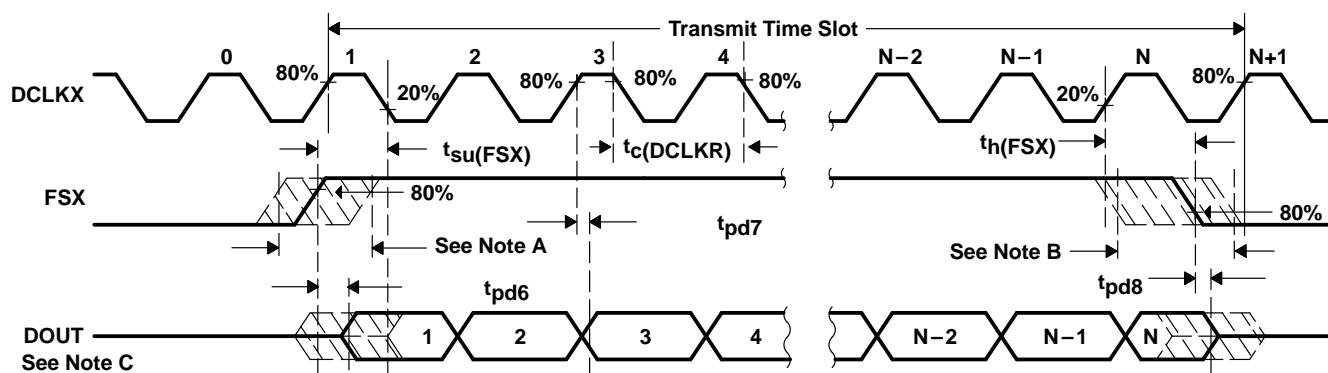 Transmit Time Slot
0 1 2 3 4 N−2 N−1 N N+1
DCLKX
80% 20% 80% 80% 80% 20% 80%
tsu(FSX) tc(DCLKR) th(FSX)
FSX
80% 80%
tpd7
See Note A See Note B
tpd6 tpd8
DOUT
1 2 3 4 N−2 N−1 N
See Note C